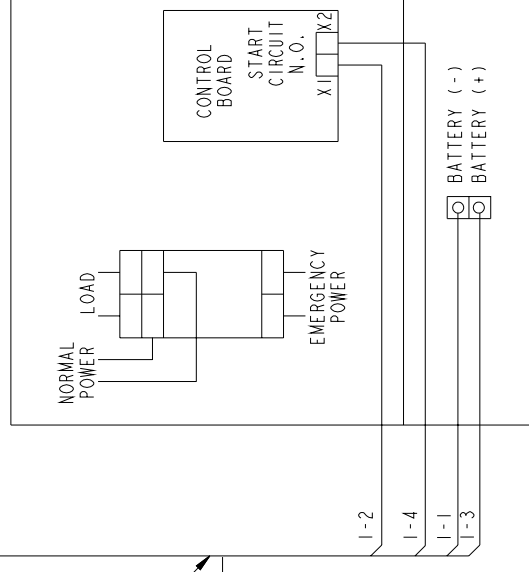 CONTROL
BOARD
START
CIRCUIT
N.O.
X1
X2
BATTERY (-)
BATTERY (+)
LOAD
NORMAL
POWER
EMERGENCY
POWER
1-2
1-4
1-1
1-3